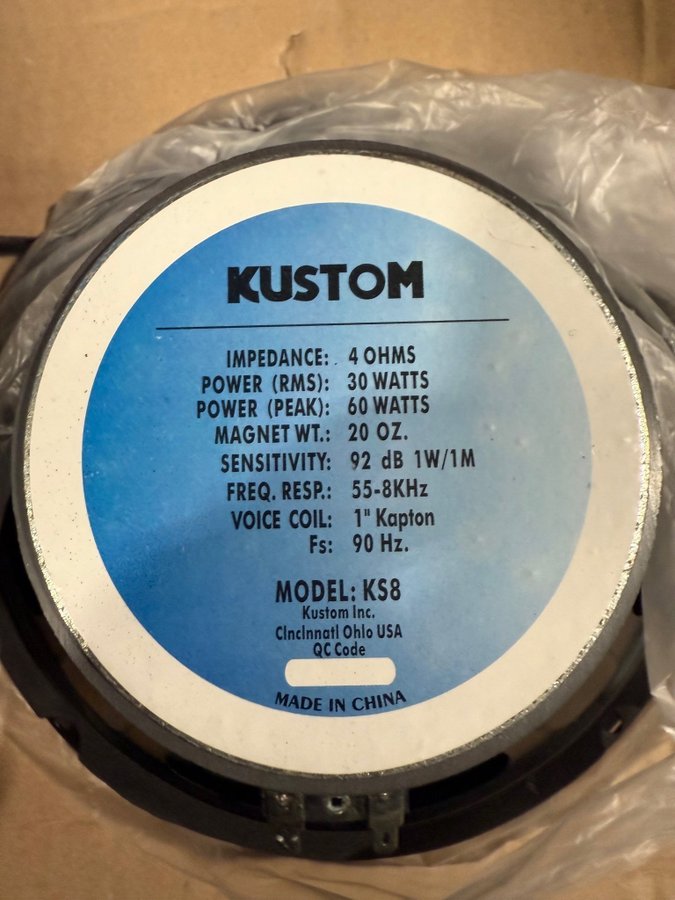 KUSTOM
IMPEDANCE: 4 OHMS
POWER (RMS): 30 WATTS
POWER (PEAK): 60 WATTS
MAGNET WT.: 20 OZ.
SENSITIVITY: 92 dB 1W/1M
FREQ. RESP.: 55-8KHz
VOICE COIL: 1" Kapton
Fs: 90 Hz.
MODEL: KS8
Kustom Inc.
CIncInnatI OhIo USA
QC Code
MADE IN CHINA